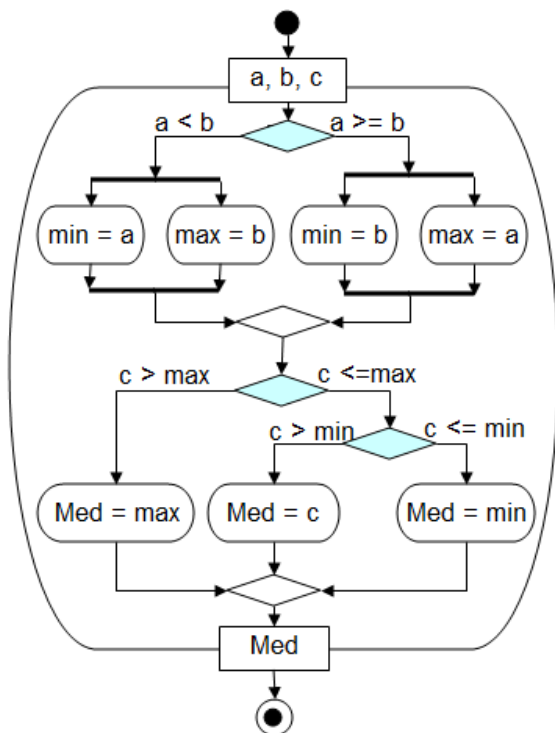 a, b, c
a < b
a >= b
min = a
max = b
min = b
max = a
c > max
c <=max
c > min
c <= min
Med = max
Med = c
Med = min
Med